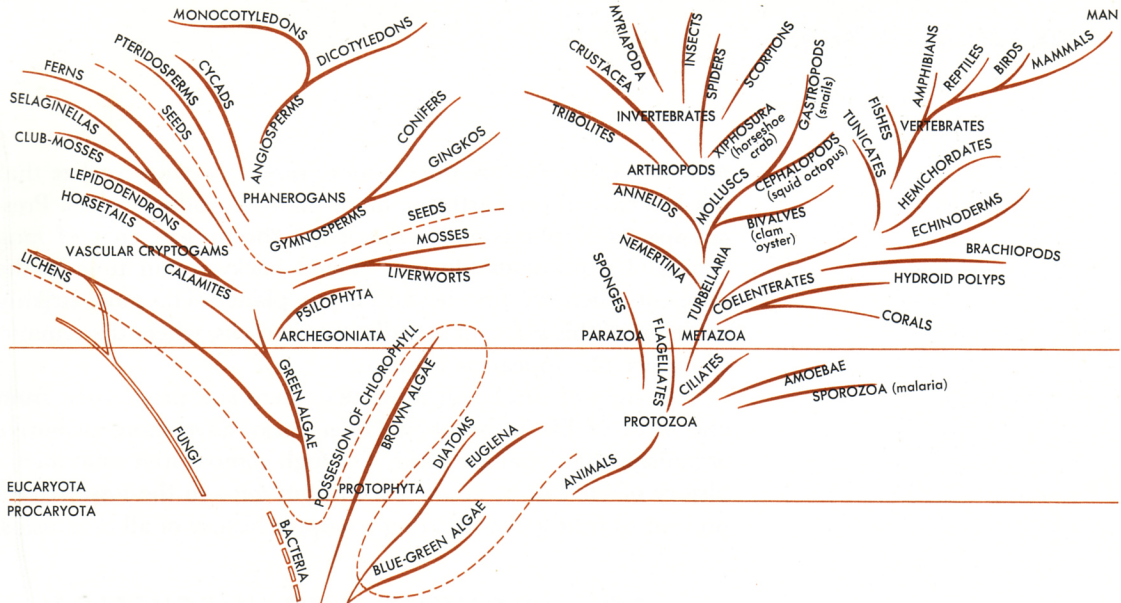 MONOCOTYLEDONS
DICOTYLEDONS
PTERIDOSPERMS
CYCADS
FERNS
SEEDS
SELAGINELLAS
CLUB-MOSSES
LEPIDODENDRONS
HORSETAILS
ANGIOSPERMS
CONIFERS
GINGKOS
PHANEROGANS
GYMNOSPERMS
SEEDS
VASCULAR CRYPTOGAMS
CALAMITES
MOSSES
LIVERWORTS
LICHENS
PSILOPHYTA
ARCHEGONIATA
GREEN ALGAE
POSSESSION OF CHLOROPHYLL
BROWN ALGAE
FUNGI
DIATOMS
EUGLENA
PROTOPHYTA
EUCARYOTA
PROCARYOTA
BACTERIA
BLUE-GREEN ALGAE
ANIMALS
PROTOZOA
FLAGELLATES
CILIATES
AMOEBAE
SPOROZOA (malaria)
SPONGES
PARAZOA
METAZOA
TURBELLARIA
NEMERTINA
COELENTERATES
HYDROID POLYPS
CORALS
BRACHIOPODS
ECHINODERMS
HEMICHORDATES
ANNELIDS
MOLLUSCS
BIVALVES
(clam
oyster)
CEPHALOPODS
(squid octopus)
GASTROPODS
(snails)
ARTHROPODS
TRIBOLITES
CRUSTACEA
INVERTEBRATES
MYRIAPODA
INSECTS
SPIDERS
SCORPIONS
XIPHOSURA
(horseshoe
crab)
TUNICATES
FISHES
VERTEBRATES
AMPHIBIANS
REPTILES
BIRDS
MAMMALS
MAN